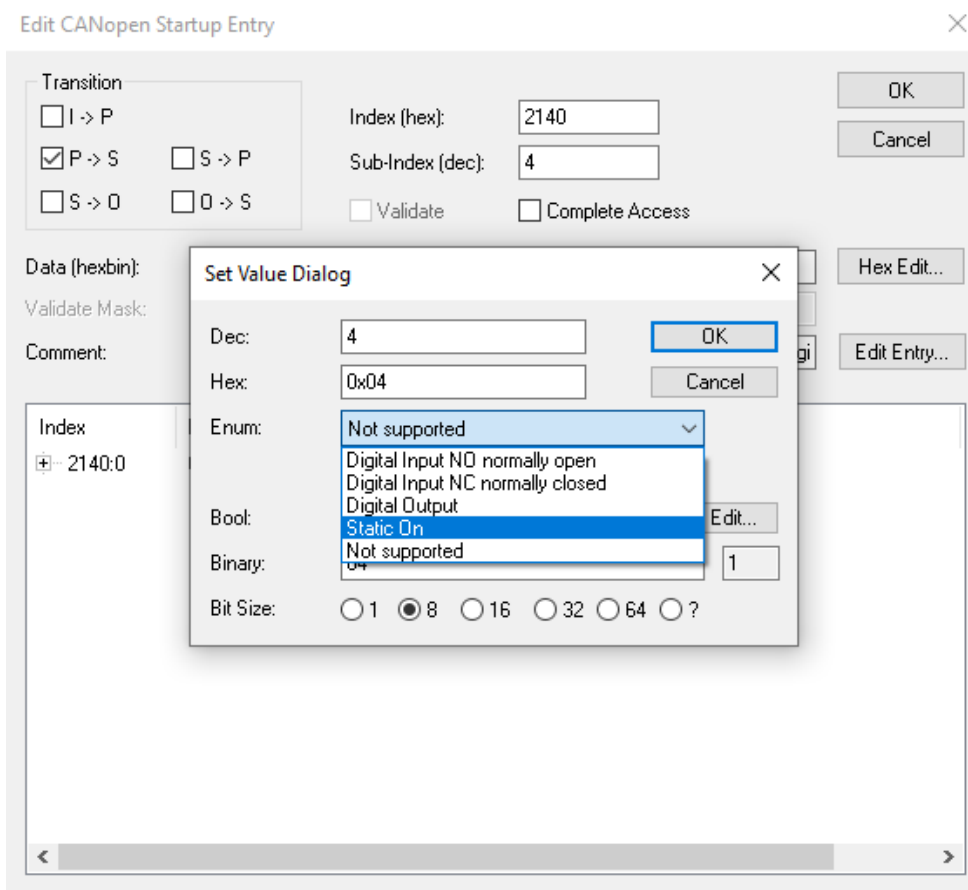 Edit CANopen Startup Entry
Transition
I -> P
P -> S
S -> P
S -> O
O -> S
Index (hex): 2140
Sub-Index (dec): 4
Validate
Complete Access
OK
Cancel
Data (hexbin):
Hex Edit...
Validate Mask:
Comment:
gi
Edit Entry...
Set Value Dialog
Dec: 4
OK
Hex: 0x04
Cancel
Enum: Not supported
Digital Input NO normally open
Digital Input NC normally closed
Digital Output
Static On
Not supported
Bool:
Edit...
Binary: 04
1
Bit Size: 1 8 16 32 64 ?
Index
2140:0